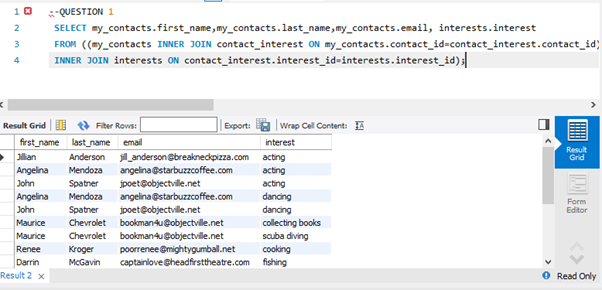 1 --QUESTION 1
2 SELECT my_contacts.first_name,my_contacts.last_name,my_contacts.email, interests.interest
3 FROM ((my_contacts INNER JOIN contact_interest ON my_contacts.contact_id=contact_interest.contact_id)
4 INNER JOIN interests ON contact_interest.interest_id=interests.interest_id);
Result Grid Filter Rows: Export: Wrap Cell Content:
first_name last_name email interest
Jillian Anderson jill_anderson@breakneckpizza.com acting
Angelina Mendoza angelina@starbuzzcoffee.com acting
John Spatner jpoet@objectville.net acting
Angelina Mendoza angelina@starbuzzcoffee.com dancing
John Spatner jpoet@objectville.net dancing
Maurice Chevrolet bookman4u@objectville.net collecting books
Maurice Chevrolet bookman4u@objectville.net scuba diving
Renee Kroger poorrenee@mightygumball.net cooking
Darrin McGavin captainlove@headfirsttheatre.com fishing
Result Grid
Form Editor
Result 2 Read Only